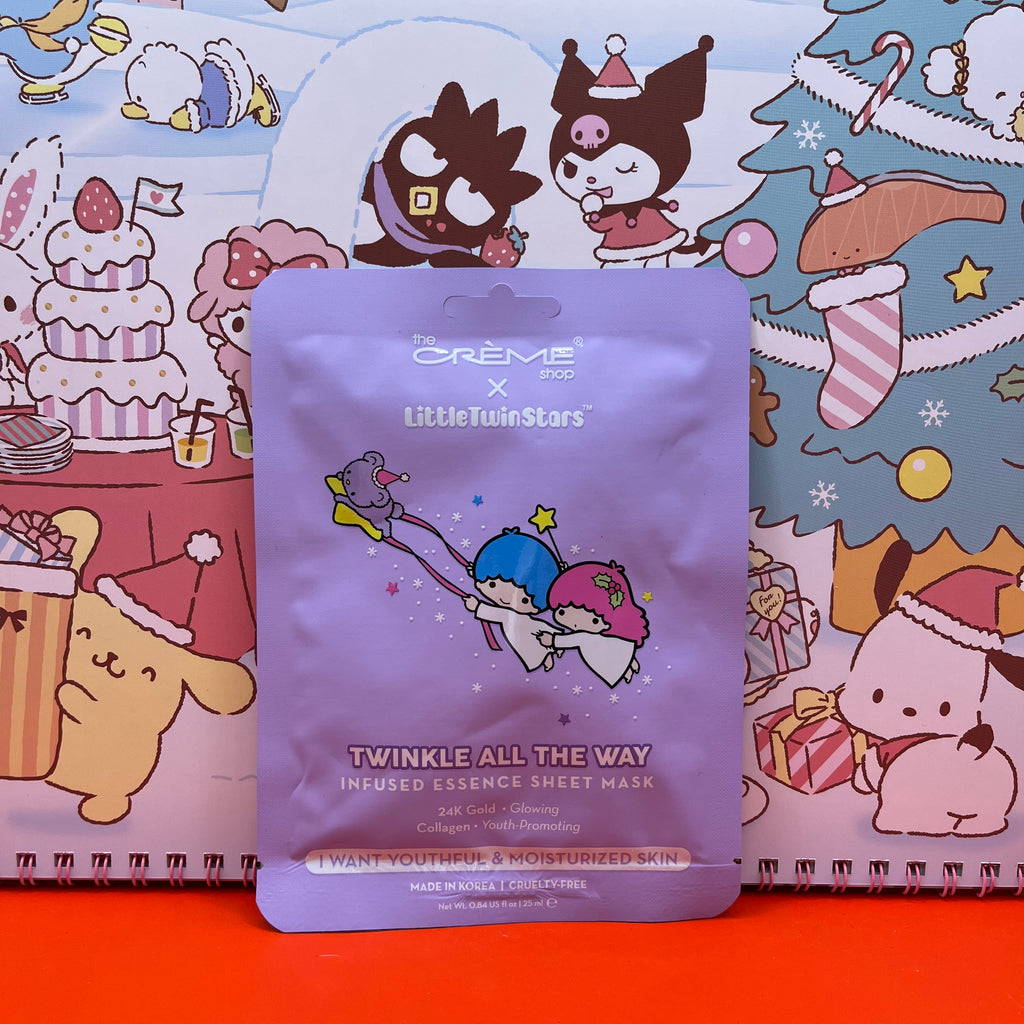 the
CRÈME®
shop
X
LittleTwinStars™
TWINKLE ALL THE WAY
INFUSED ESSENCE SHEET MASK
24K Gold • Glowing
Collagen • Youth-Promoting
I WANT YOUTHFUL & MOISTURIZED SKIN
MADE IN KOREA | CRUELTY-FREE
Net Wt. 0.84 US fl oz | 25 ml ℮
For
you!